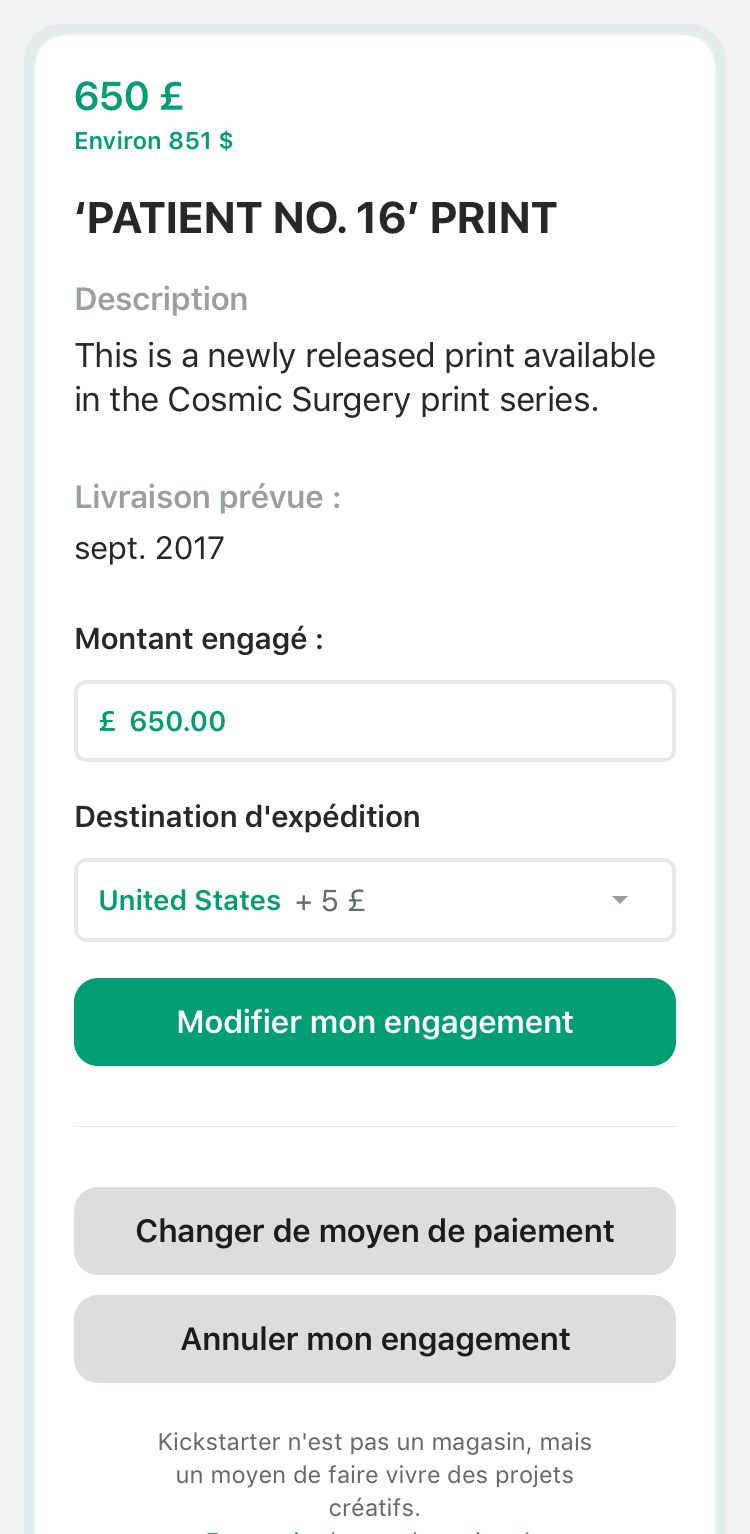 650 £
Environ 851 $
‘PATIENT NO. 16’ PRINT
Description
This is a newly released print available
in the Cosmic Surgery print series.
Livraison prévue :
sept. 2017
Montant engagé :
£ 650.00
Destination d'expédition
United States + 5 £
Modifier mon engagement
Changer de moyen de paiement
Annuler mon engagement
Kickstarter n'est pas un magasin, mais
un moyen de faire vivre des projets
créatifs.